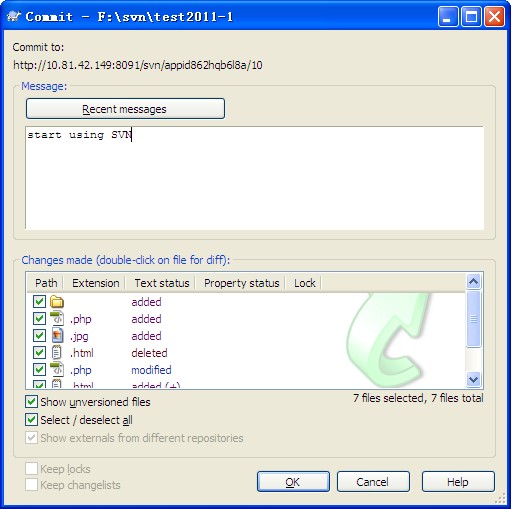 Commit - F:\svn\test2011-1
Commit to:
http://10.81.42.149:8091/svn/appid862hqb6l8a/10
Message:
Recent messages
start using SVN
Changes made (double-click on file for diff):
Path Extension Text status Property status Lock
added
.php added
.jpg added
.html deleted
.php modified
.html added (+)
Show unversioned files
7 files selected, 7 files total
Select / deselect all
Show externals from different repositories
Keep locks
Keep changelists
OK Cancel Help